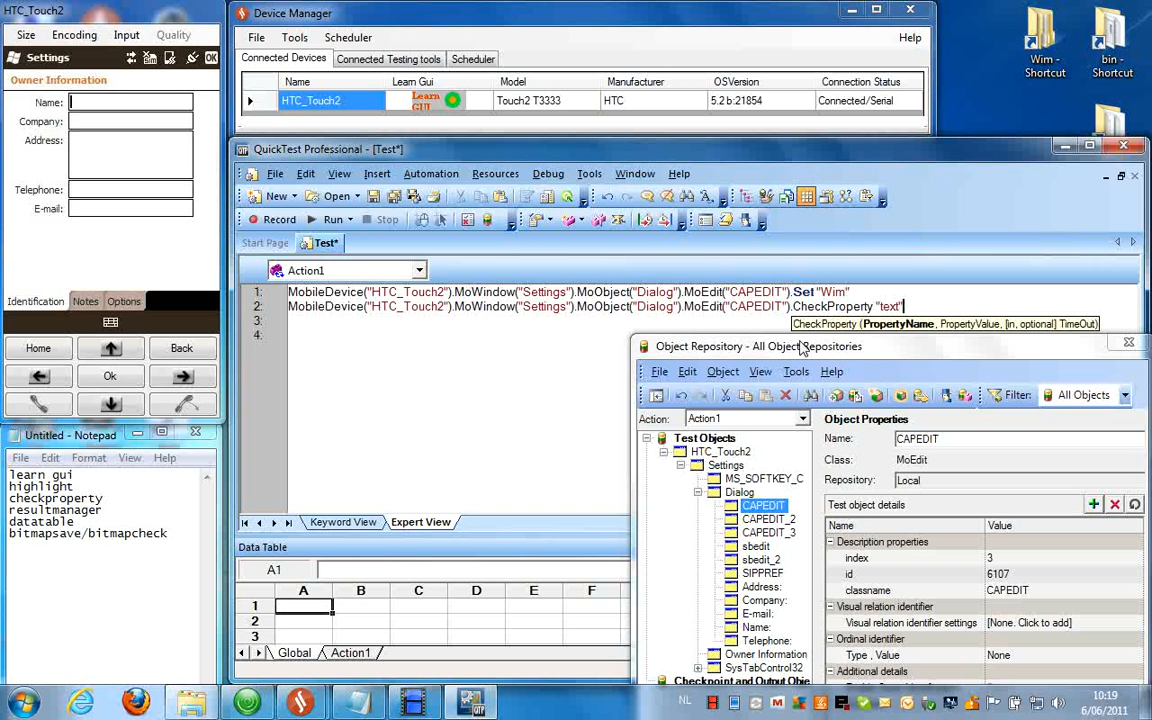 HTC_Touch2
Size Encoding Input Quality
Settings OK
Owner Information
Name:
Company:
Address:
Telephone:
E-mail:
Identification Notes Options
Home Back
Ok
Untitled - Notepad
File Edit Format View Help
learn gui
highlight
checkproperty
resultmanager
datatable
bitmapsave/bitmapcheck
Device Manager
File Tools Scheduler Help
Connected Devices Connected Testing tools Scheduler
Name Learn Gui Model Manufacturer OSVersion Connection Status
HTC_Touch2 Learn GUI Touch2 T3333 HTC 5.2 b:21854 Connected/Serial
Wim - Shortcut
bin - Shortcut
QuickTest Professional - [Test*]
File Edit View Insert Automation Resources Debug Tools Window Help
New Open
Record Run Stop
Start Page Test*
Action1
1: MobileDevice("HTC_Touch2").MoWindow("Settings").MoObject("Dialog").MoEdit("CAPEDIT").Set "Wim"
2: MobileDevice("HTC_Touch2").MoWindow("Settings").MoObject("Dialog").MoEdit("CAPEDIT").CheckProperty "text"
3:
4:
CheckProperty (PropertyName, PropertyValue, [in, optional] TimeOut)
Keyword View Expert View
Data Table
A1
A B C D E F
1
2
3
Global Action1
Object Repository - All Object Repositories
File Edit Object View Tools Help
Filter: All Objects
Action: Action1
Test Objects
HTC_Touch2
Settings
MS_SOFTKEY_C
Dialog
CAPEDIT
CAPEDIT_2
CAPEDIT_3
sbedit
sbedit_2
SIPPREF
Address:
Company:
E-mail:
Name:
Telephone:
Owner Information
SysTabControl32
Checkpoint and Output Obje
Object Properties
Name: CAPEDIT
Class: MoEdit
Repository: Local
Test object details
Name Value
Description properties
index 3
id 6107
classname CAPEDIT
Visual relation identifier
Visual relation identifier settings [None. Click to add]
Ordinal identifier
Type , Value None
Additional details
NL
10:19
6/06/2011